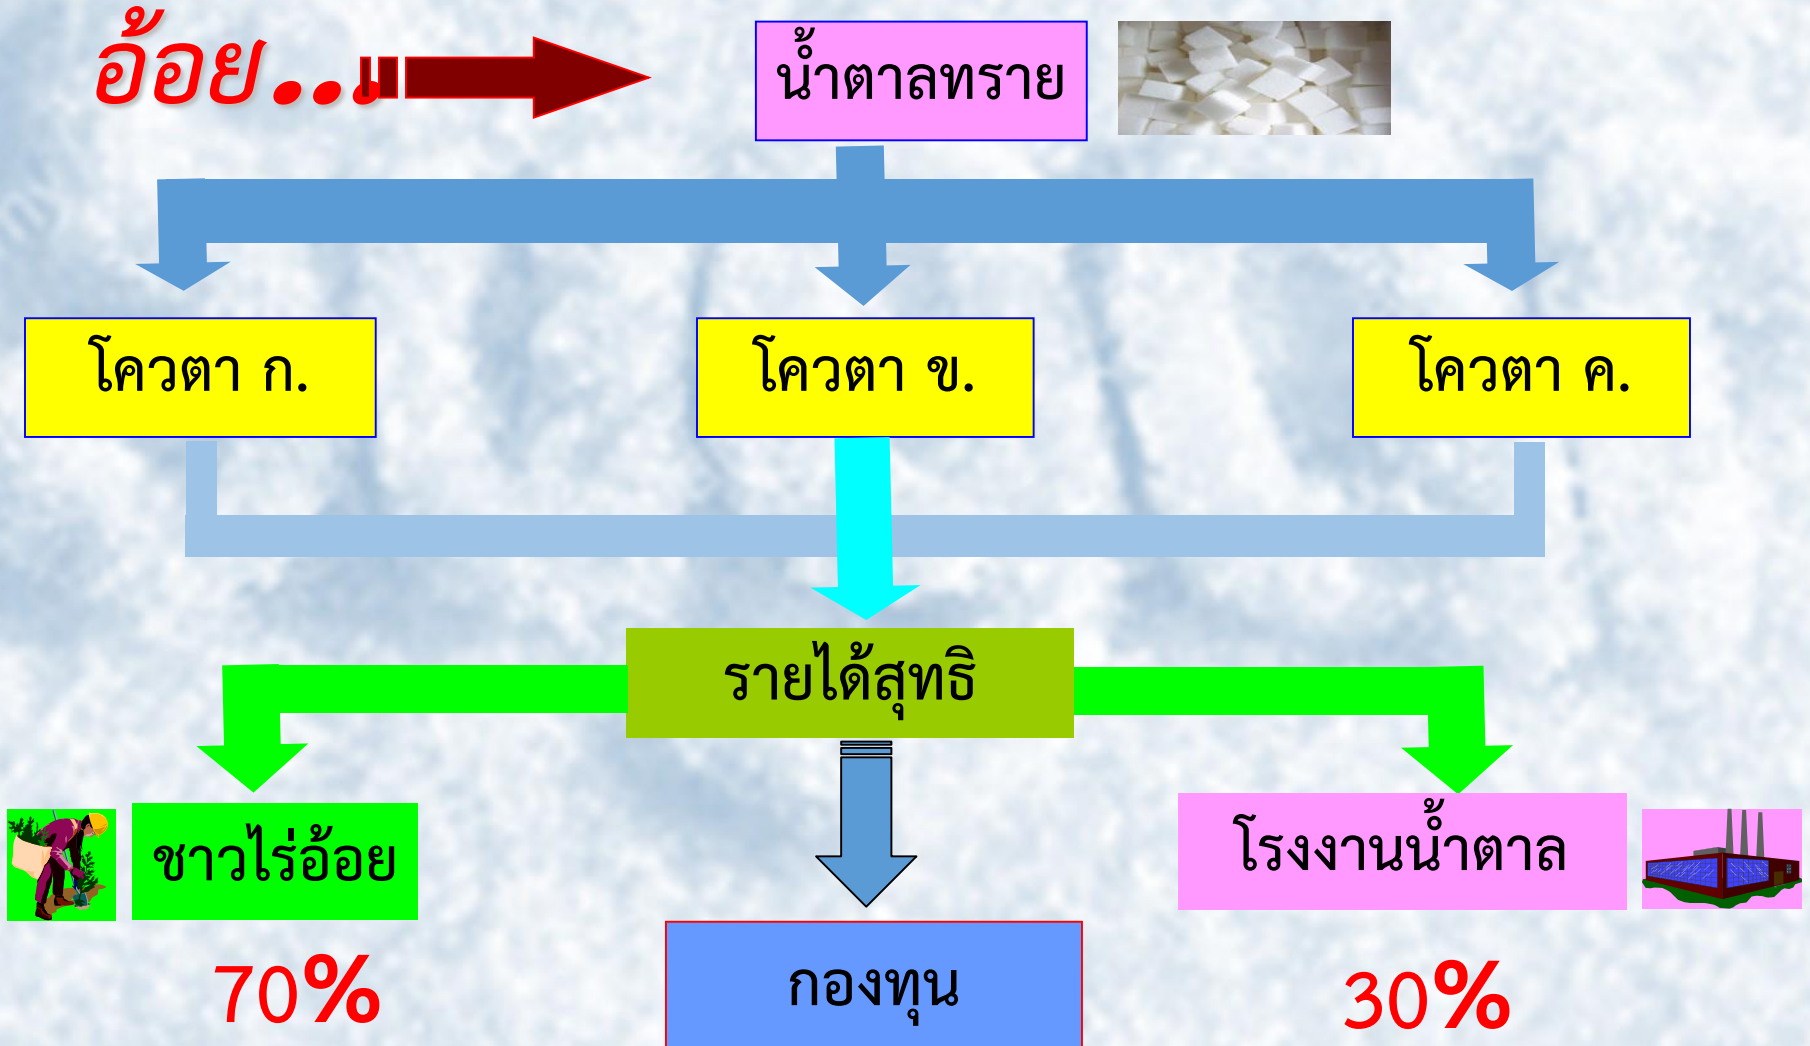 อ้อย...
น้ำตาลทราย
โควตา ก.
โควตา ข.
โควตา ค.
รายได้สุทธิ
ชาวไร่อ้อย
โรงงานน้ำตาล
70%
กองทุน
30%